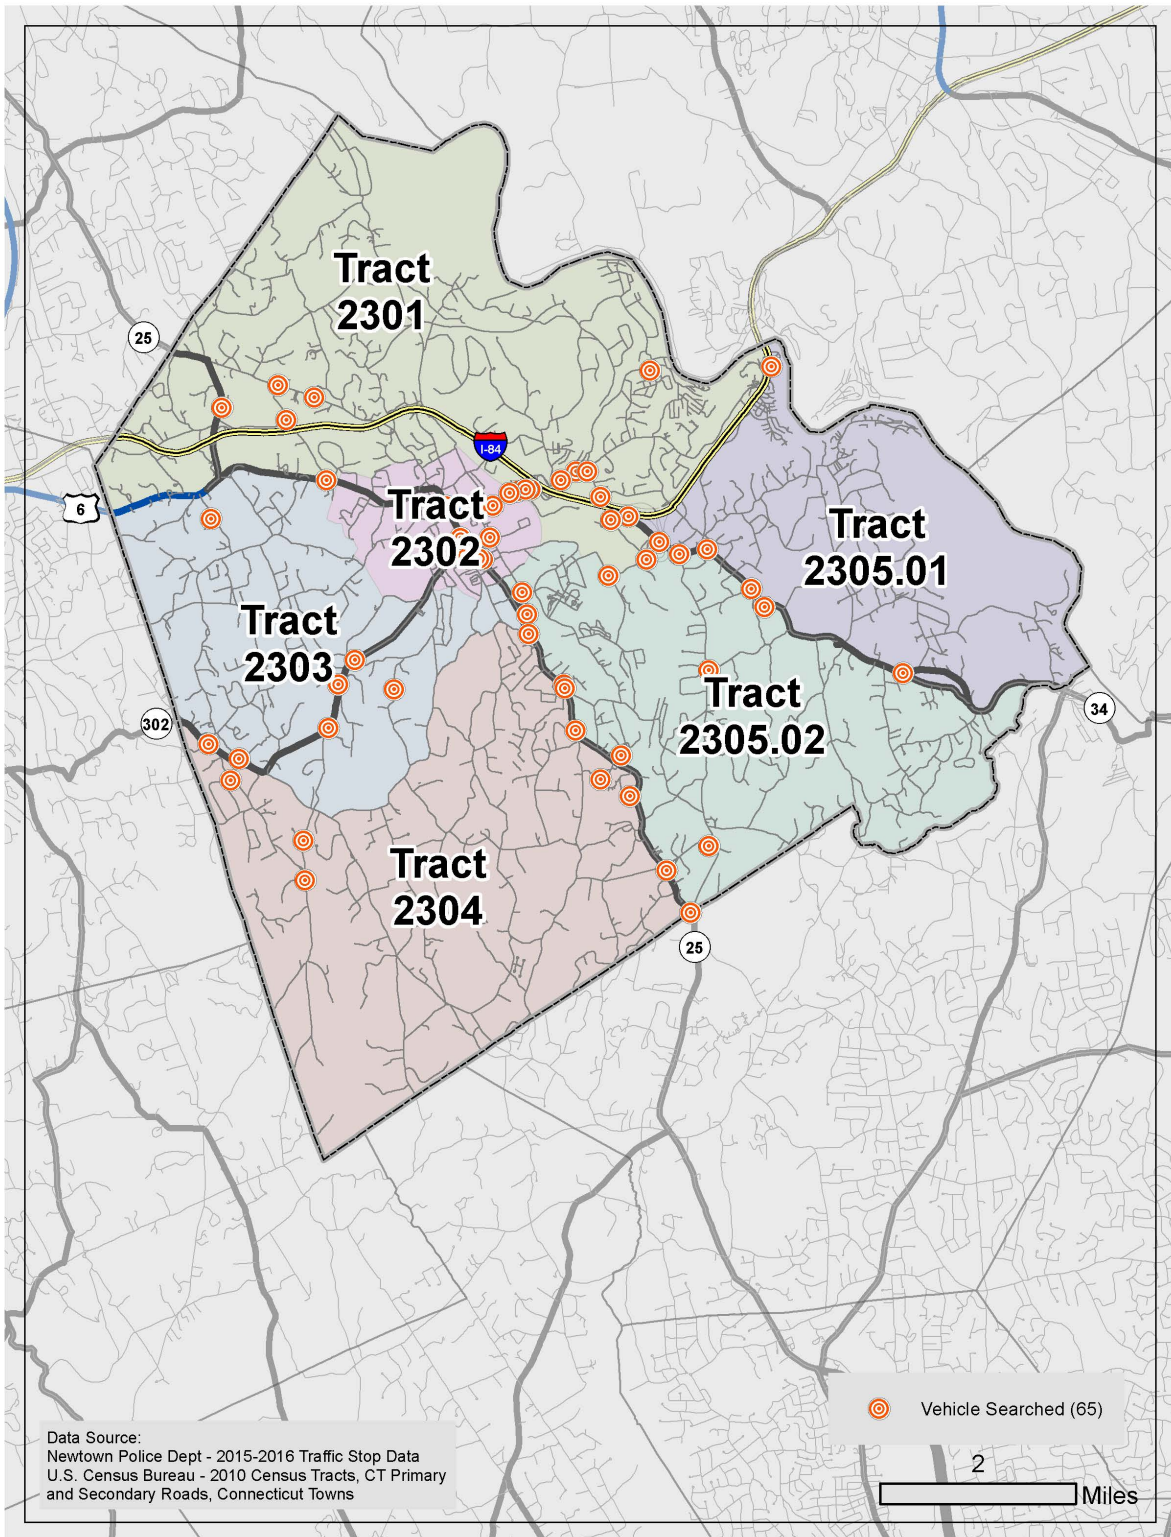 Tract
2301
25
I-84
6
Tract
2302
Tract
2305.01
Tract
2303
Tract
2305.02
302
34
Tract
2304
25
Vehicle Searched (65)
Data Source:
Newtown Police Dept - 2015-2016 Traffic Stop Data
U.S. Census Bureau - 2010 Census Tracts, CT Primary
and Secondary Roads, Connecticut Towns
2
Miles